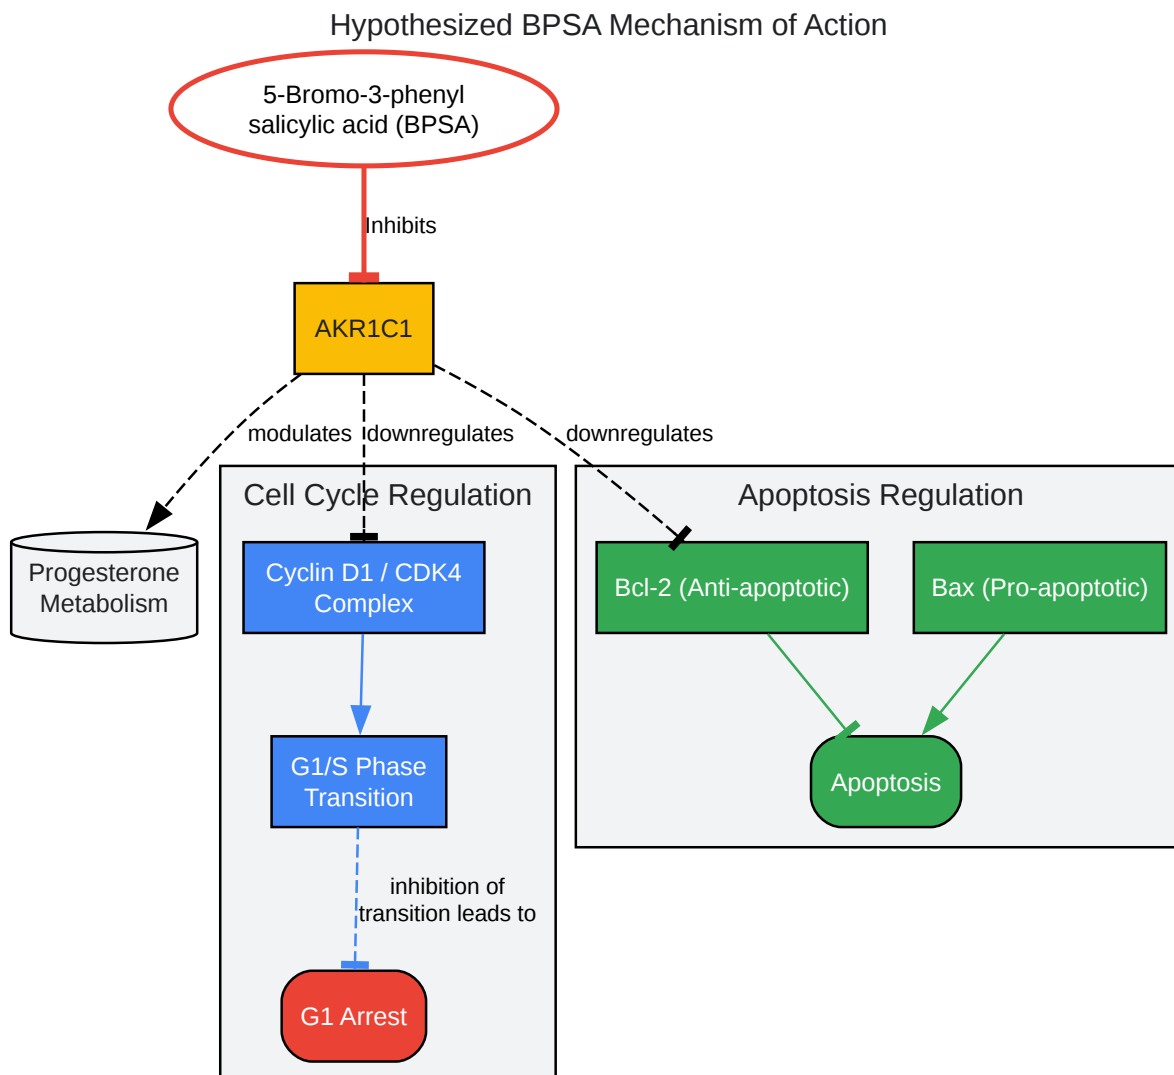 Hypothesized BPSA Mechanism of Action
5-Bromo-3-phenyl
salicylic acid (BPSA)
Inhibits
AKR1C1
modulates
downregulates
downregulates
Cell Cycle Regulation
Apoptosis Regulation
Progesterone
Metabolism
Cyclin D1 / CDK4
Complex
Bcl-2 (Anti-apoptotic)
Bax (Pro-apoptotic)
G1/S Phase
Transition
Apoptosis
inhibition of
transition leads to
G1 Arrest